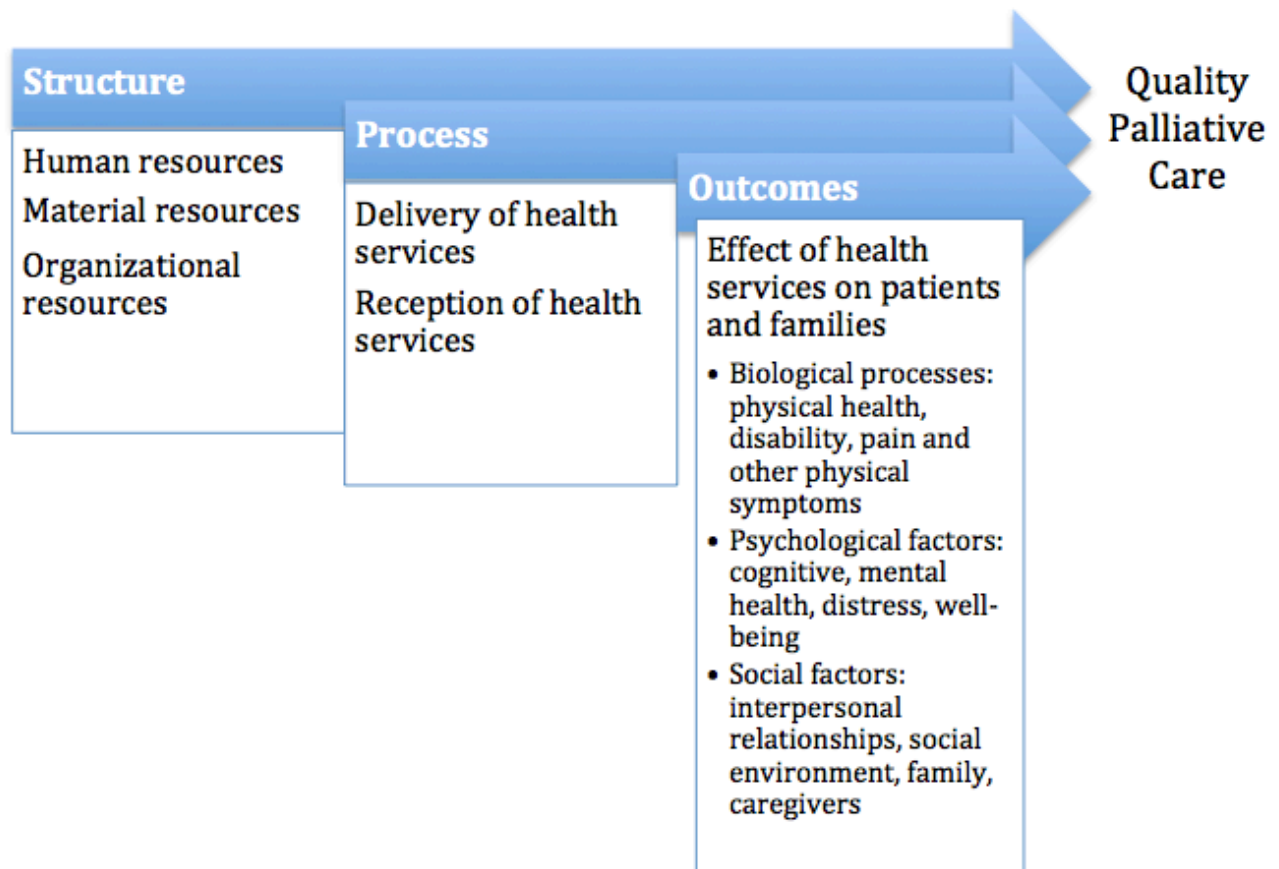 Structure
Human resources
Material resources
Organizational
resources
Process
Delivery of health
services
Reception of health
services
Outcomes
Effect of health
services on patients
and families
• Biological processes:
physical health,
disability, pain and
other physical
symptoms
• Psychological factors:
cognitive, mental
health, distress, well-
being
• Social factors:
interpersonal
relationships, social
environment, family,
caregivers
Quality
Palliative
Care